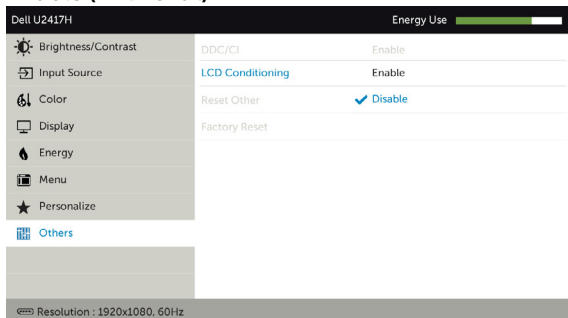 Dell U2417H Energy Use
Brightness/Contrast
Input Source
Color
Display
Energy
Menu
Personalize
Others
DDC/CI Enable
LCD Conditioning Enable
Reset Other Disable
Factory Reset
Resolution : 1920x1080, 60Hz